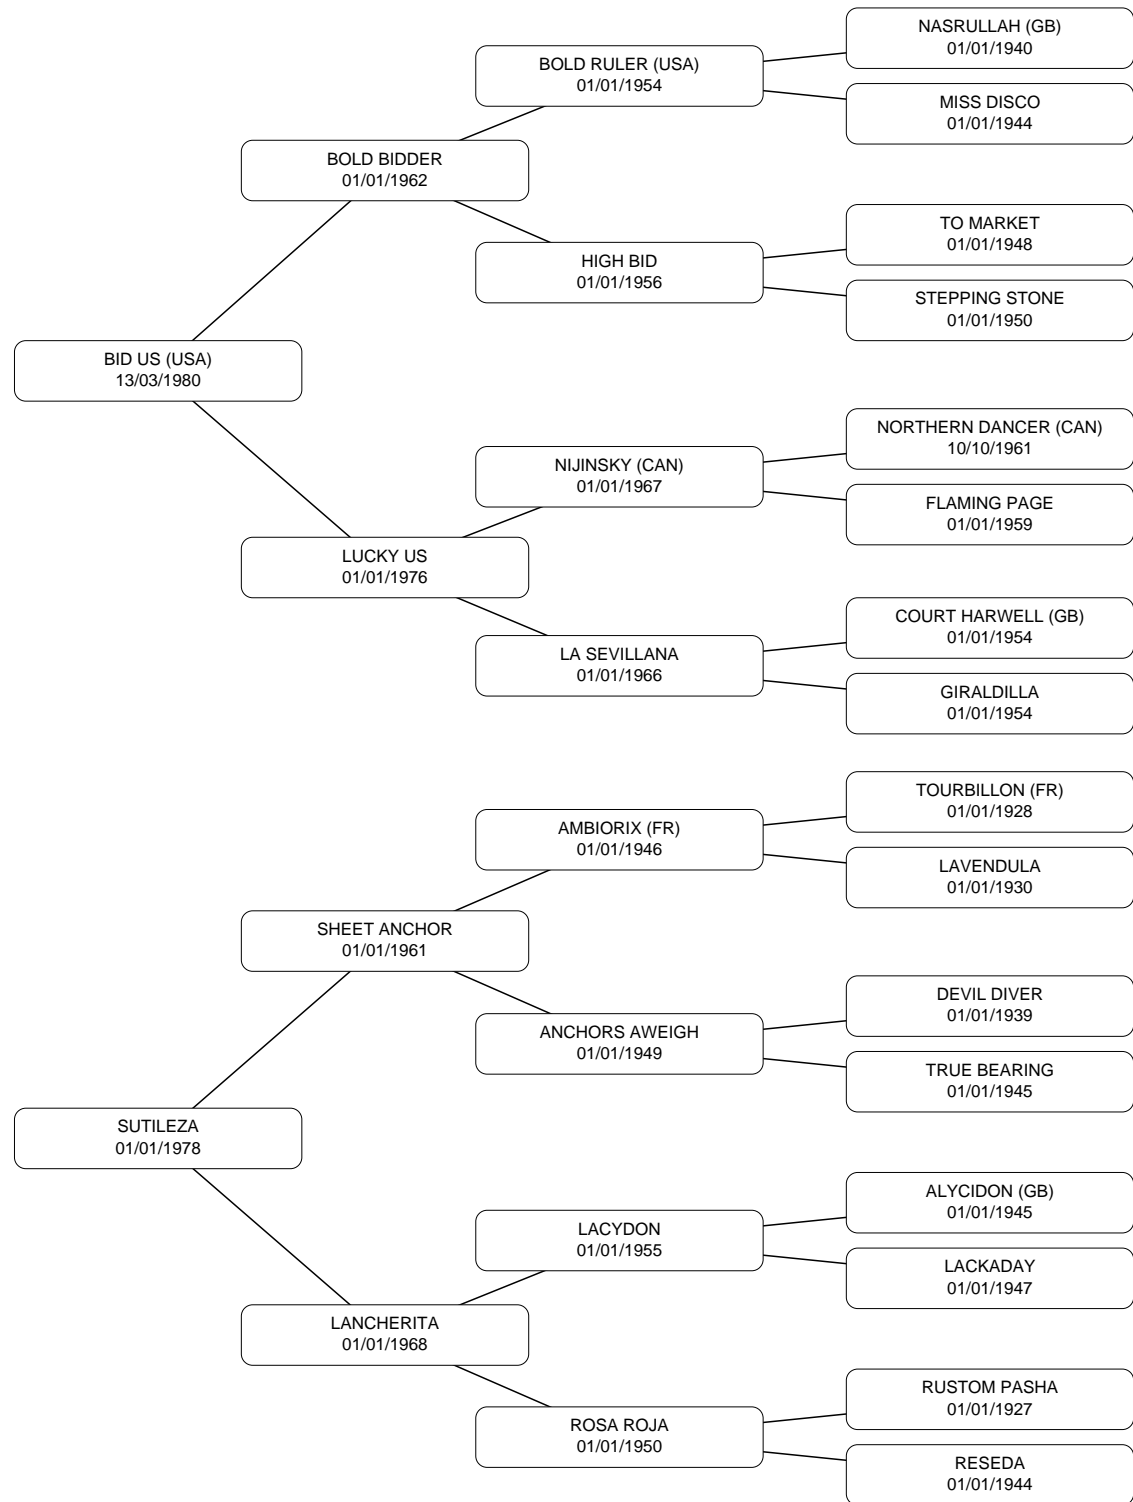 NASRULLAH (GB)
01/01/1940
BOLD RULER (USA)
01/01/1954
MISS DISCO
01/01/1944
BOLD BIDDER
01/01/1962
TO MARKET
01/01/1948
HIGH BID
01/01/1956
STEPPING STONE
01/01/1950
BID US (USA)
13/03/1980
NORTHERN DANCER (CAN)
10/10/1961
NIJINSKY (CAN)
01/01/1967
FLAMING PAGE
01/01/1959
LUCKY US
01/01/1976
COURT HARWELL (GB)
01/01/1954
LA SEVILLANA
01/01/1966
GIRALDILLA
01/01/1954
TOURBILLON (FR)
01/01/1928
AMBIORIX (FR)
01/01/1946
LAVENDULA
01/01/1930
SHEET ANCHOR
01/01/1961
DEVIL DIVER
01/01/1939
ANCHORS AWEIGH
01/01/1949
TRUE BEARING
01/01/1945
SUTILEZA
01/01/1978
ALYCIDON (GB)
01/01/1945
LACYDON
01/01/1955
LACKADAY
01/01/1947
LANCHERITA
01/01/1968
RUSTOM PASHA
01/01/1927
ROSA ROJA
01/01/1950
RESEDA
01/01/1944